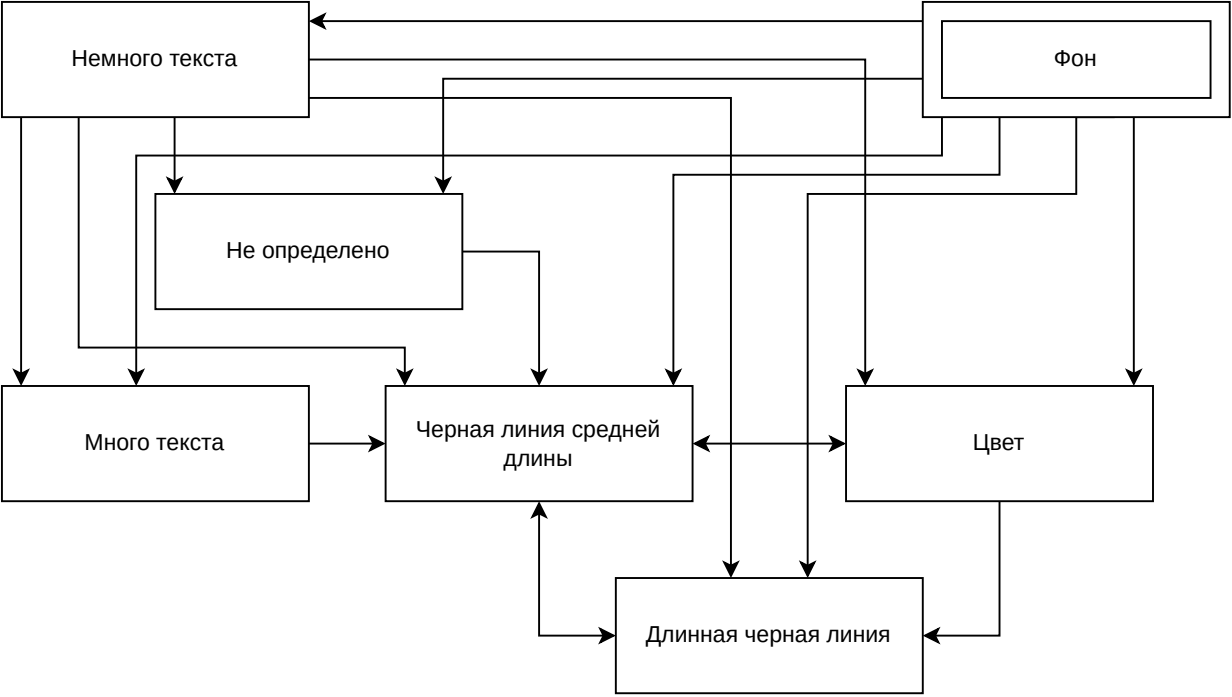 Немного текста
Фон
Не определено
Много текста
Черная линия средней
длины
Цвет
Длинная черная линия